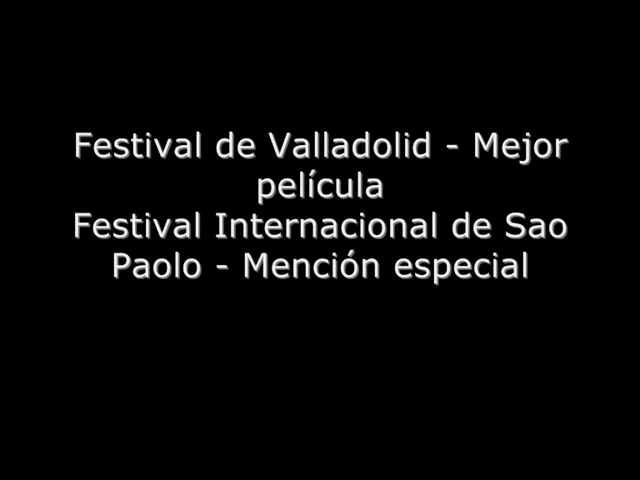 Festival de Valladolid - Mejor
película
Festival Internacional de Sao
Paolo - Mención especial